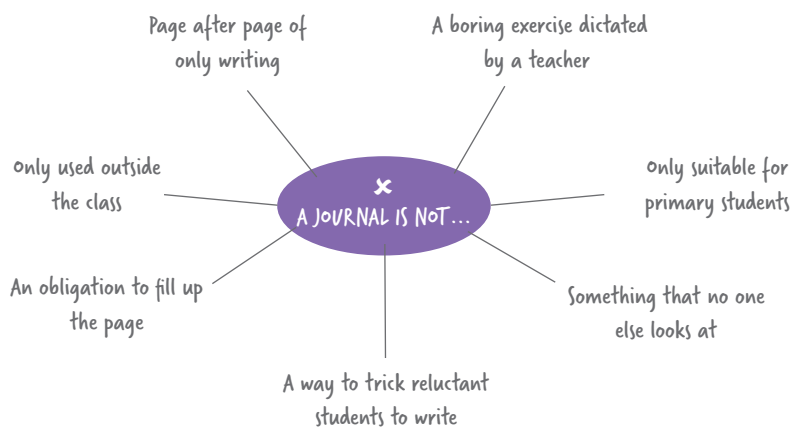 Page after page of
only writing
A boring exercise dictated
by a teacher
Only used outside
the class
Only suitable for
primary students
x
A JOURNAL IS NOT...
An obligation to fill up
the page
Something that no one
else looks at
A way to trick reluctant
students to write